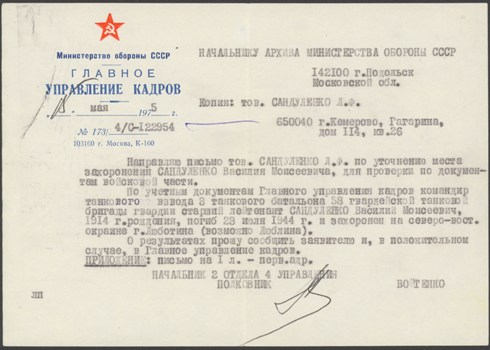 Министерство обороны СССР
ГЛАВНОЕ
УПРАВЛЕНИЕ КАДРОВ
мая 1975
№ 173/4/С-122954
103160 г. Москва, К-160
НАЧАЛЬНИКУ АРХИВА МИНИСТЕРСТВА ОБОРОНЫ СССР
142100 г.Подольск
Московской обл.
Копия: тов. САНДУЛЕНКО Л.Ф.
650040 г.Кемерово, Гагарина,
дом 114, кв.26
Направляю письмо тов. САНДУЛЕНКО Л.Ф. по уточнению места
захоронения САНДУЛЕНКО Василия Моисеевича, для проверки по докумен-
там войсковой части.
По учетным документам Главного управления кадров командир
танкового взвода 2 танкового батальона 58 гвардейской танковой
бригады гвардии старший лейтенант САНДУЛЕНКО Василий Моисеевич,
1914 г.рождения, погиб 23 июля 1944 г. и захоронен на северо-вост.
окраине г.Люботина (возможно Люблина).
О результатах прошу сообщить заявителю и, в положительном
случае, в Главное управление кадров.
ПРИЛОЖЕНИЕ: письмо на 1 л. - перв.адр.
НАЧАЛЬНИК 2 ОТДЕЛА 4 УПРАВЛЕНИЯ
ПОЛКОВНИК ВОЙТЕНКО
ЛП